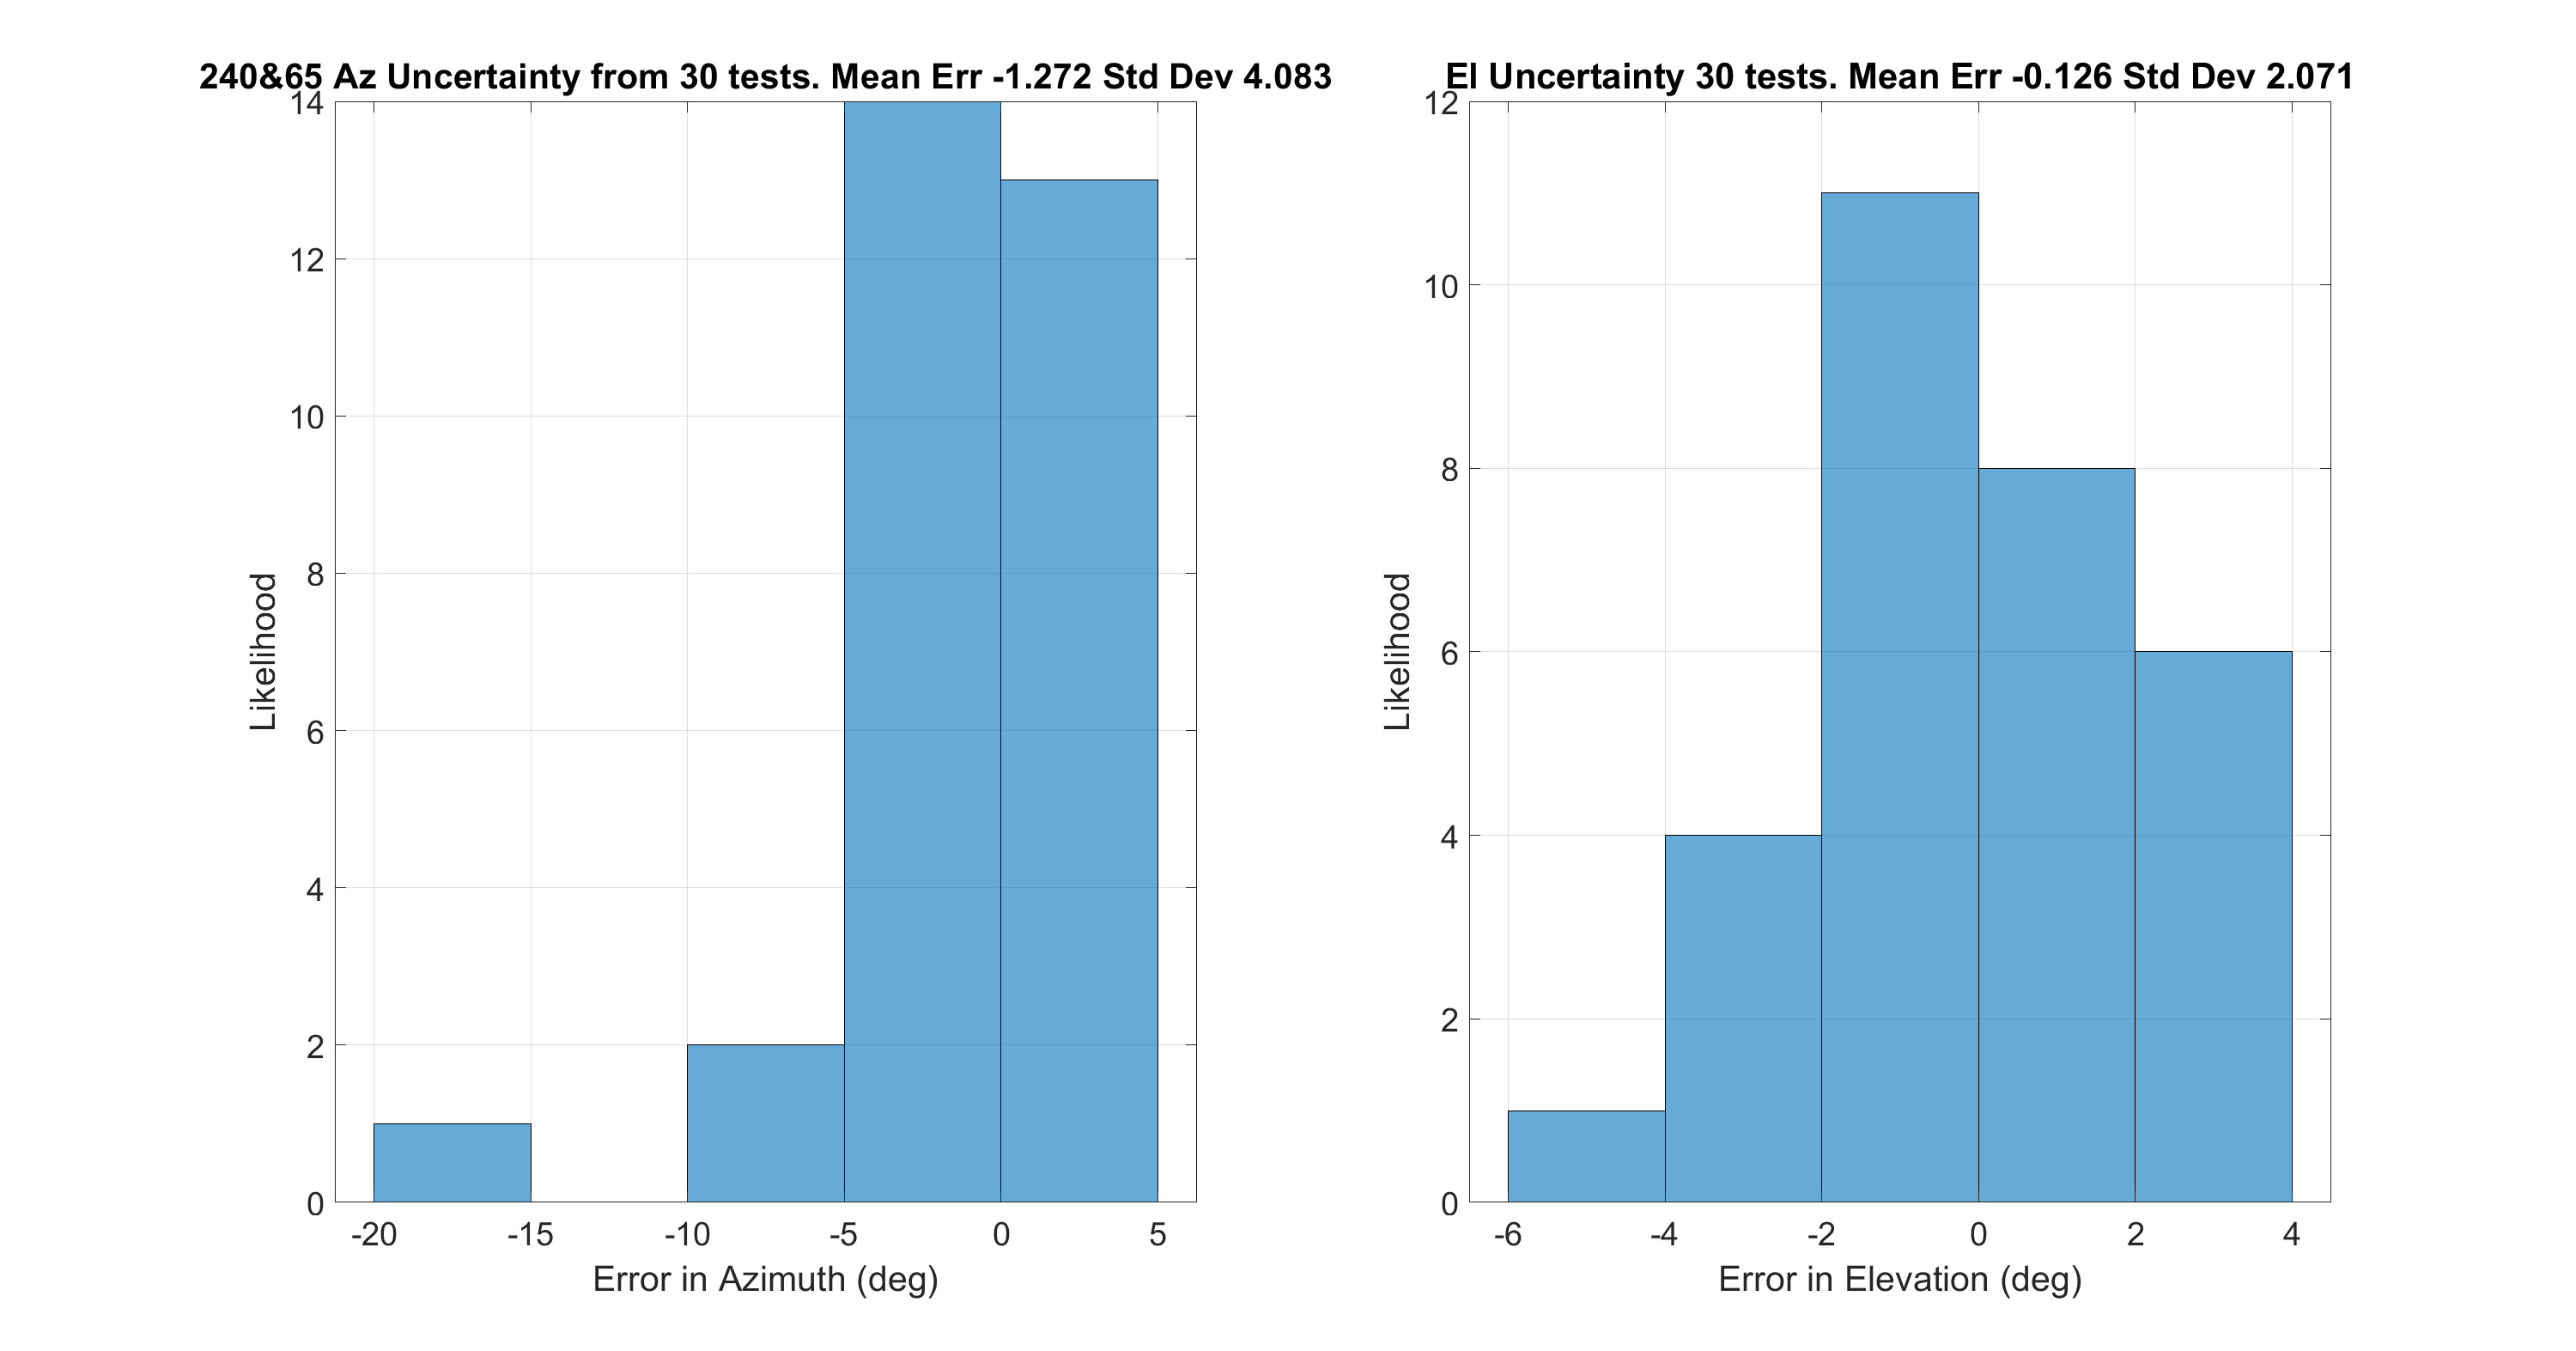 240&65 Az Uncertainty from 30 tests. Mean Err -1.272 Std Dev 4.083
14
12
10
8
6
4
2
0
Likelihood
-20 -15 -10 -5 0 5
Error in Azimuth (deg)
El Uncertainty 30 tests. Mean Err -0.126 Std Dev 2.071
12
10
8
6
4
2
0
Likelihood
-6 -4 -2 0 2 4
Error in Elevation (deg)